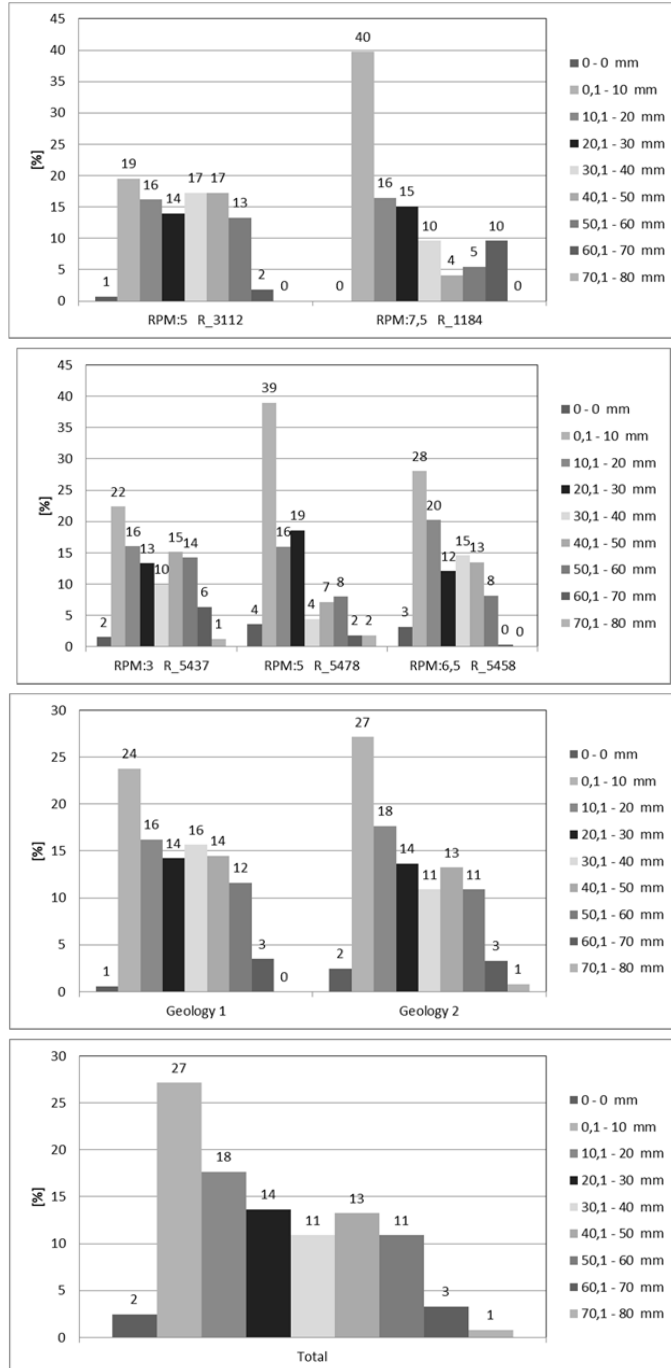 45
40
35
30
25
20
15
10
5
0
[%]
1
19
16
14
17
17
13
2
0
0
40
16
15
10
4
5
10
0
RPM:5 R_3112
RPM:7,5 R_1184
0 - 0 mm
0,1 - 10 mm
10,1 - 20 mm
20,1 - 30 mm
30,1 - 40 mm
40,1 - 50 mm
50,1 - 60 mm
60,1 - 70 mm
70,1 - 80 mm
45
40
35
30
25
20
15
10
5
0
[%]
2
22
16
13
10
15
14
6
1
4
39
16
19
4
7
8
2
2
3
28
20
12
15
13
8
0
0
RPM:3 R_5437
RPM:5 R_5478
RPM:6,5 R_5458
0 - 0 mm
0,1 - 10 mm
10,1 - 20 mm
20,1 - 30 mm
30,1 - 40 mm
40,1 - 50 mm
50,1 - 60 mm
60,1 - 70 mm
70,1 - 80 mm
30
25
20
15
10
5
0
[%]
1
24
16
14
16
14
12
3
0
2
27
18
14
11
13
11
3
1
Geology 1
Geology 2
0 - 0 mm
0,1 - 10 mm
10,1 - 20 mm
20,1 - 30 mm
30,1 - 40 mm
40,1 - 50 mm
50,1 - 60 mm
60,1 - 70 mm
70,1 - 80 mm
30
25
20
15
10
5
0
[%]
2
27
18
14
11
13
11
3
1
Total
0 - 0 mm
0,1 - 10 mm
10,1 - 20 mm
20,1 - 30 mm
30,1 - 40 mm
40,1 - 50 mm
50,1 - 60 mm
60,1 - 70 mm
70,1 - 80 mm